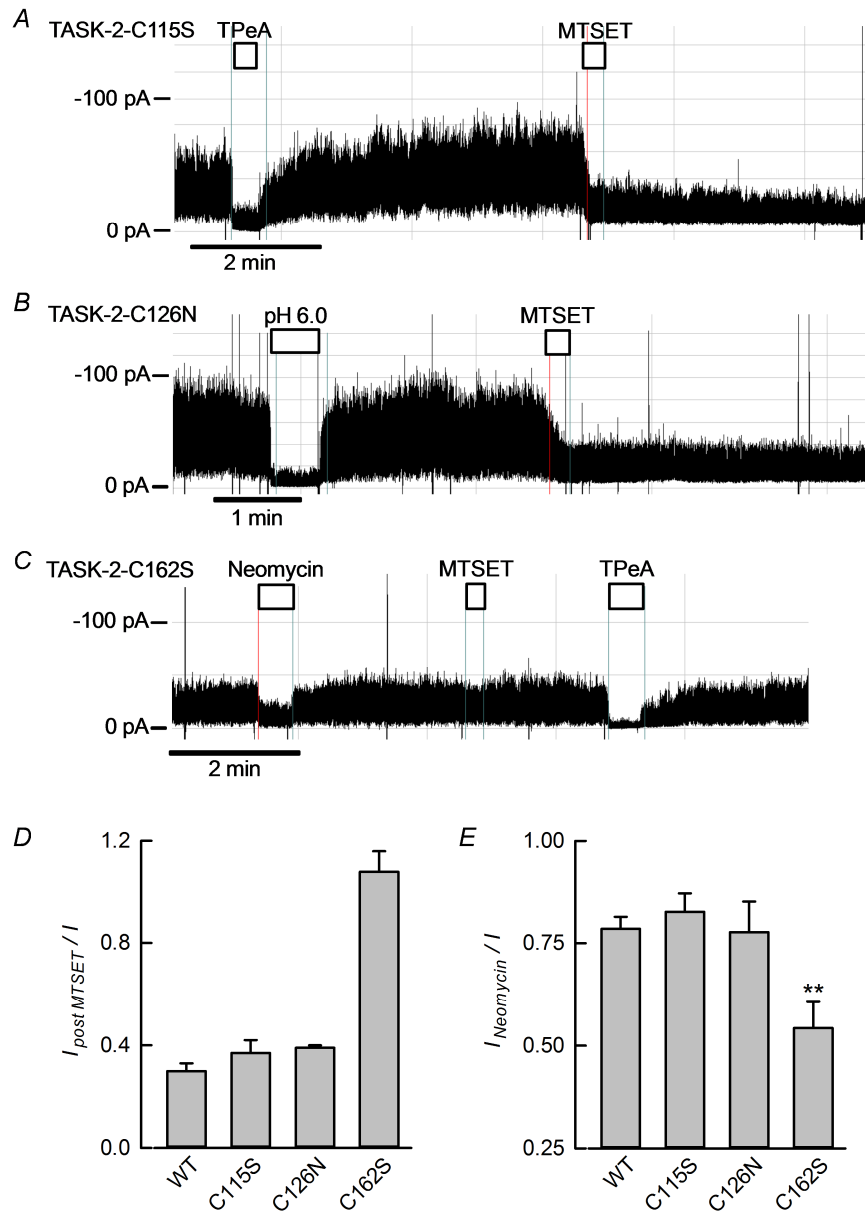 A
TASK-2-C115S TPeA MTSET
-100 pA
0 pA
2 min
B
TASK-2-C126N pH 6.0 MTSET
-100 pA
0 pA
1 min
C
TASK-2-C162S Neomycin MTSET TPeA
-100 pA
0 pA
2 min
D
1.2
0.8
0.4
0.0
I post MTSET / I
WT C115S C126N C162S
E
1.00
0.75
0.50
0.25
I Neomycin / I
**
WT C115S C126N C162S